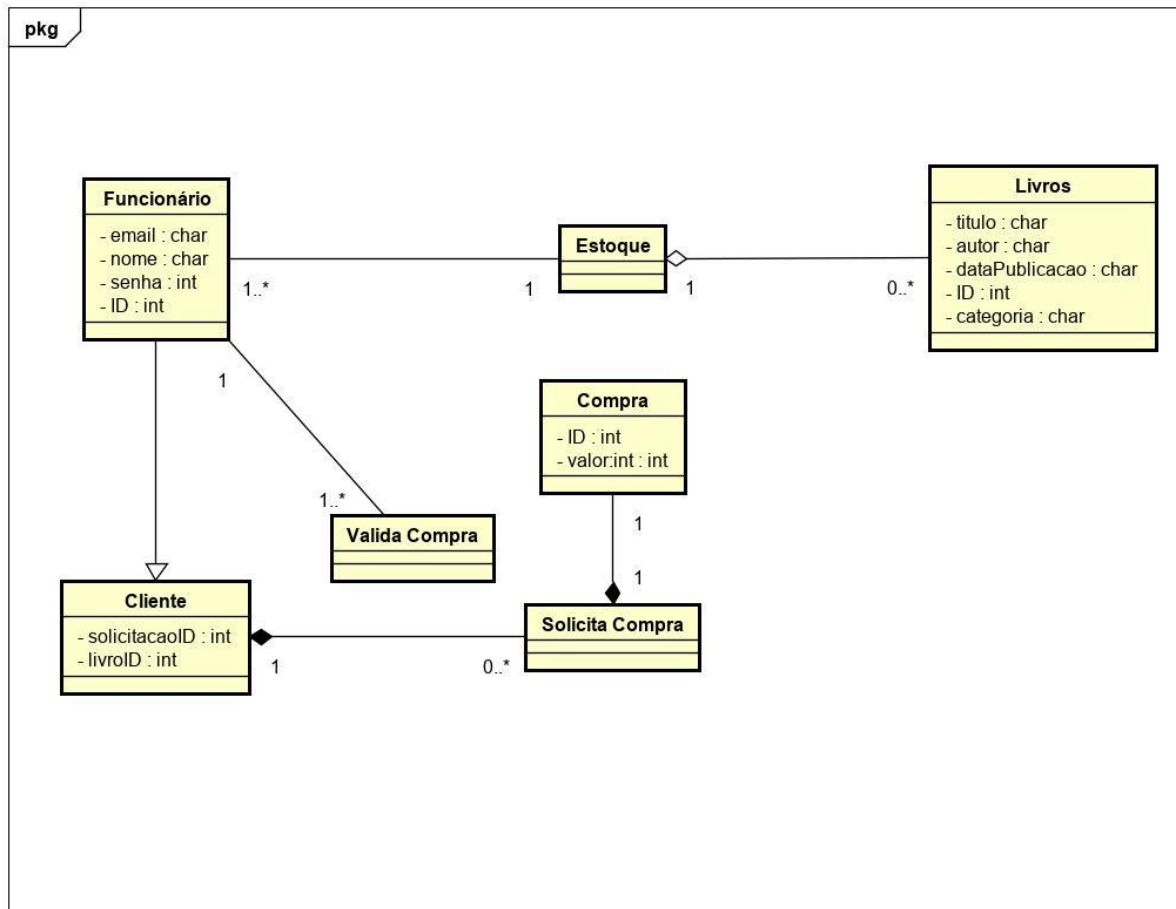 pkg
Funcionário
- email : char
- nome : char
- senha : int
- ID : int
1..*
1
Estoque
1
0..*
Livros
- titulo : char
- autor : char
- dataPublicacao : char
- ID : int
- categoria : char
1
1..*
Valida Compra
Compra
- ID : int
- valor:int : int
1
1
Cliente
- solicitacaoID : int
- livroID : int
1
0..*
Solicita Compra